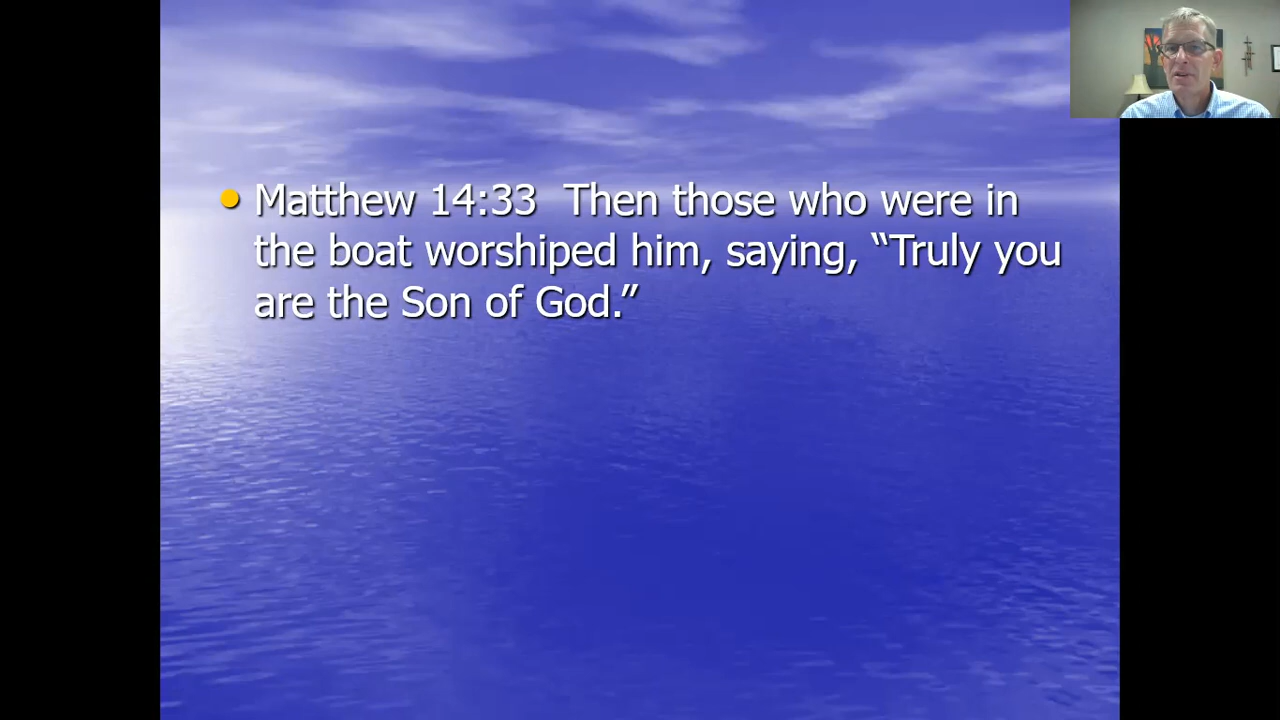 Matthew 14:33  Then those who were in
the boat worshiped him, saying, “Truly you
are the Son of God.”